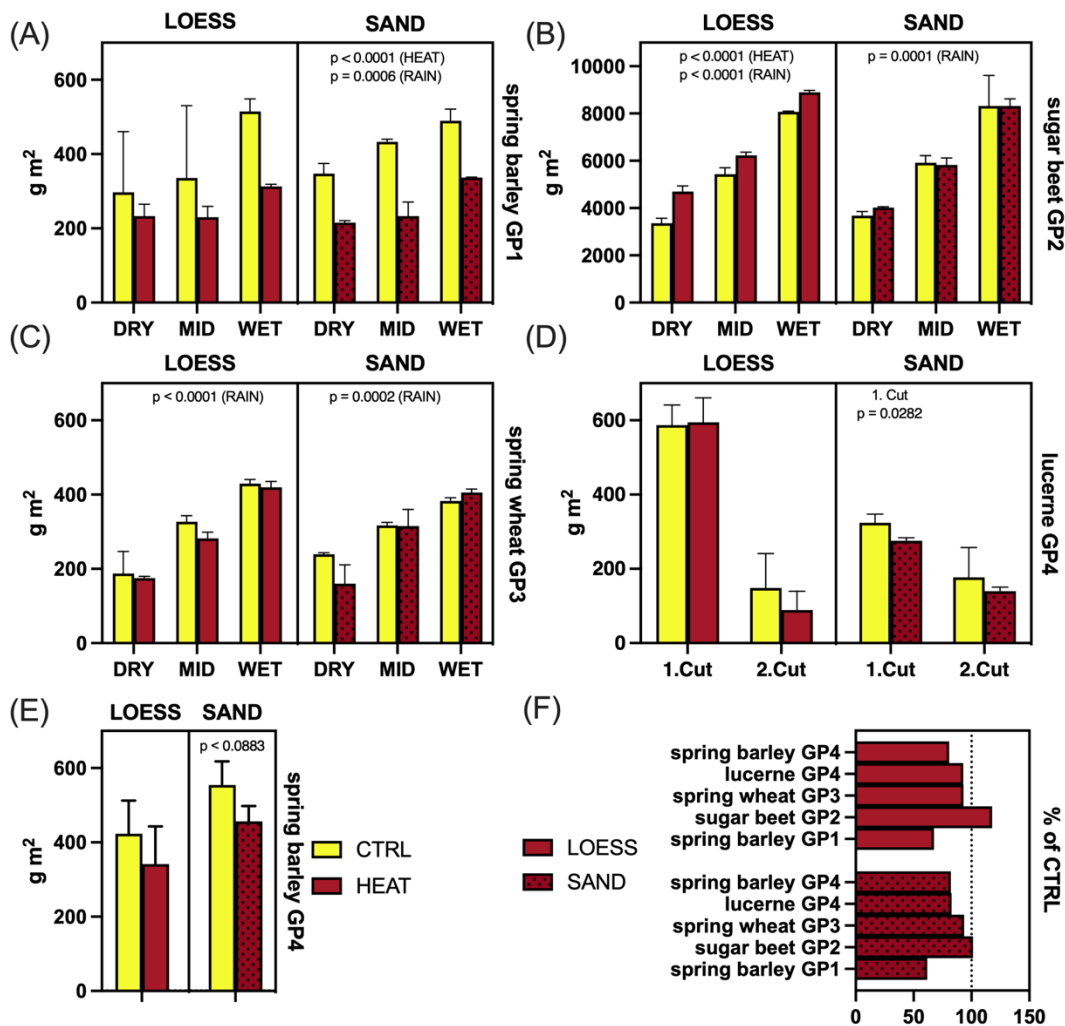 (A)
LOESS
SAND
p < 0.0001 (HEAT)
p = 0.0006 (RAIN)
600
400
200
0
g m²
DRY MID WET DRY MID WET
spring barley GP1
(B)
LOESS
SAND
p < 0.0001 (HEAT)
p < 0.0001 (RAIN)
p = 0.0001 (RAIN)
10000
8000
6000
4000
2000
0
g m²
DRY MID WET DRY MID WET
sugar beet GP2
(C)
LOESS
SAND
p < 0.0001 (RAIN)
p = 0.0002 (RAIN)
600
400
200
0
g m²
DRY MID WET DRY MID WET
spring wheat GP3
(D)
LOESS
SAND
1. Cut
p = 0.0282
600
400
200
0
g m²
1.Cut 2.Cut 1.Cut 2.Cut
lucerne GP4
(E)
LOESS
SAND
p < 0.0883
600
400
200
0
g m²
spring barley GP4
CTRL
HEAT
(F)
LOESS
SAND
spring barley GP4
lucerne GP4
spring wheat GP3
sugar beet GP2
spring barley GP1
spring barley GP4
lucerne GP4
spring wheat GP3
sugar beet GP2
spring barley GP1
0 50 100 150
% of CTRL